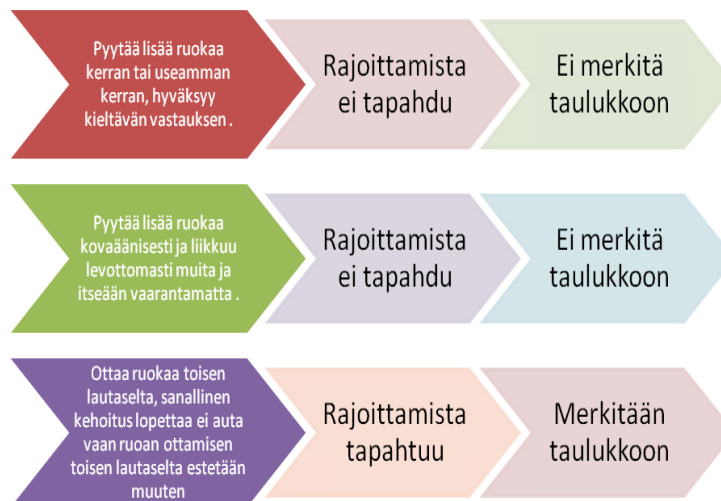 Pyytää lisää ruokaa
kerran tai useamman
kerran, hyväksyy
kieltävän vastauksen .
Rajoittamista
ei tapahdu
Ei merkitä
taulukkoon
Pyytää lisää ruokaa
kovaäänisesti ja liikkuu
levottomasti muita ja
itseään vaarantamatta .
Rajoittamista
ei tapahdu
Ei merkitä
taulukkoon
Ottaa ruokaa toisen
lautaselta, sanallinen
kehoitus lopettaa ei auta
vaan ruoan ottamisen
toisen lautaselta estetään
muuten
Rajoittamista
tapahtuu
Merkitään
taulukkoon